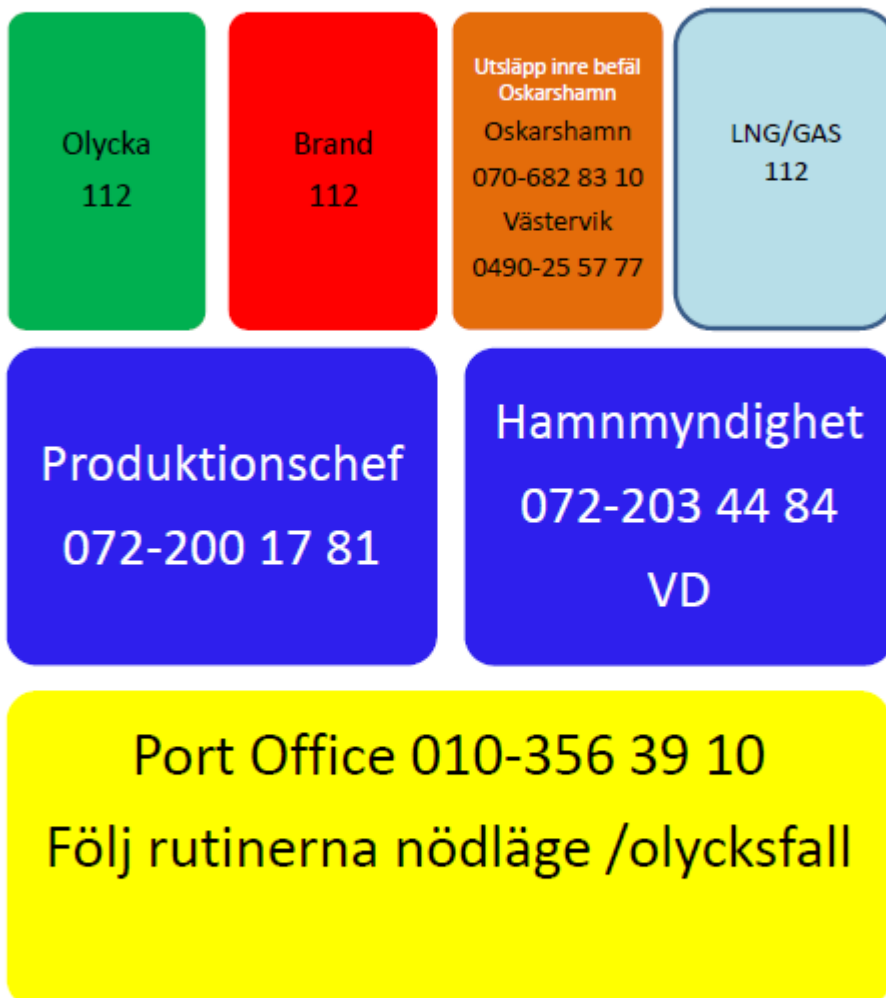 Olycka
112
Brand
112
Utsläpp inre befäl
Oskarshamn
Oskarshamn
070-682 83 10
Västervik
0490-25 57 77
LNG/GAS
112
Produktionschef
072-200 17 81
Hamnmyndighet
072-203 44 84
VD
Port Office 010-356 39 10
Följ rutinerna nödläge /olycksfall